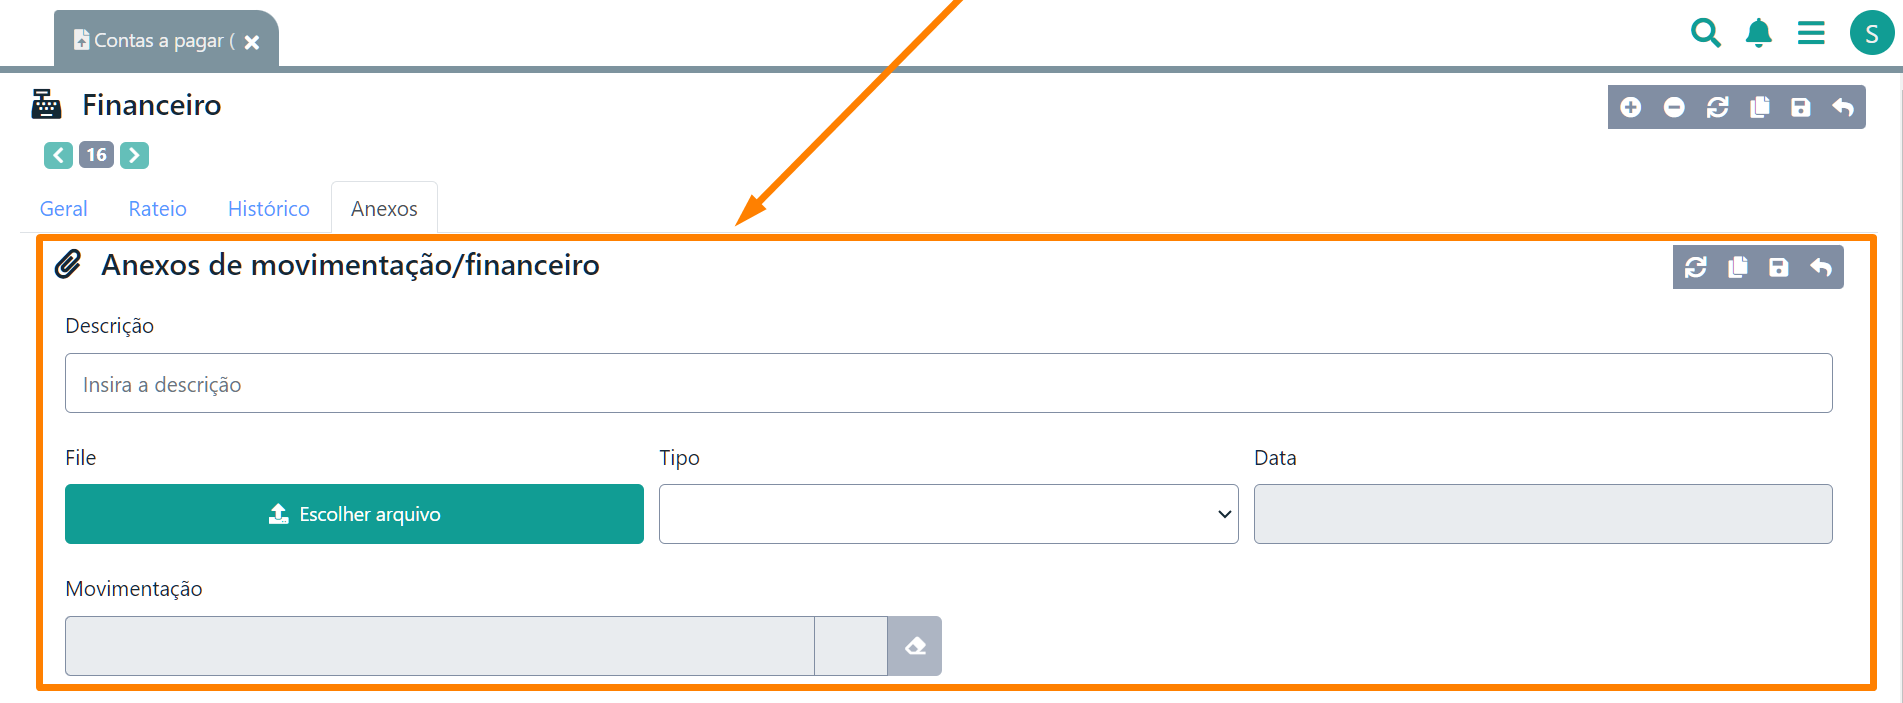 Contas a pagar (
S
Financeiro
16
Geral Rateio Histórico Anexos
Anexos de movimentação/financeiro
Descrição
Insira a descrição
File Tipo Data
Escolher arquivo
Movimentação